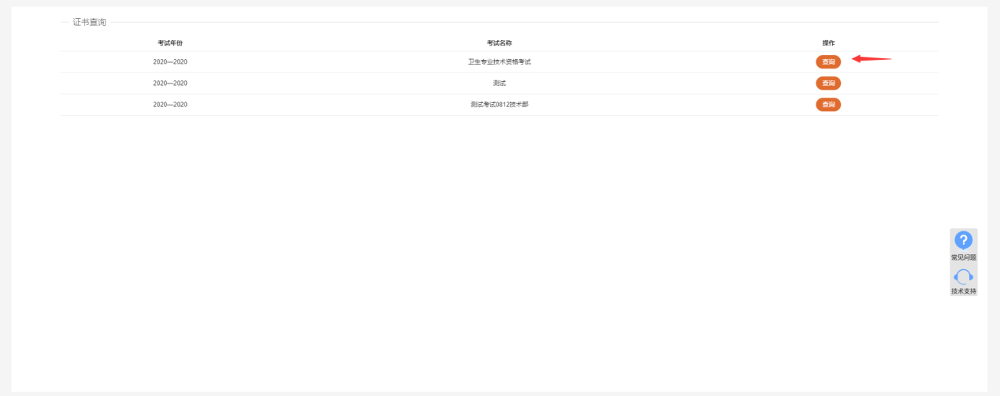 证书查询
考试年份 考试名称 操作
2020—2020 卫生专业技术资格考试 查询
2020—2020 测试 查询
2020—2020 测试考试0812技术部 查询
?
常见问题
技术支持